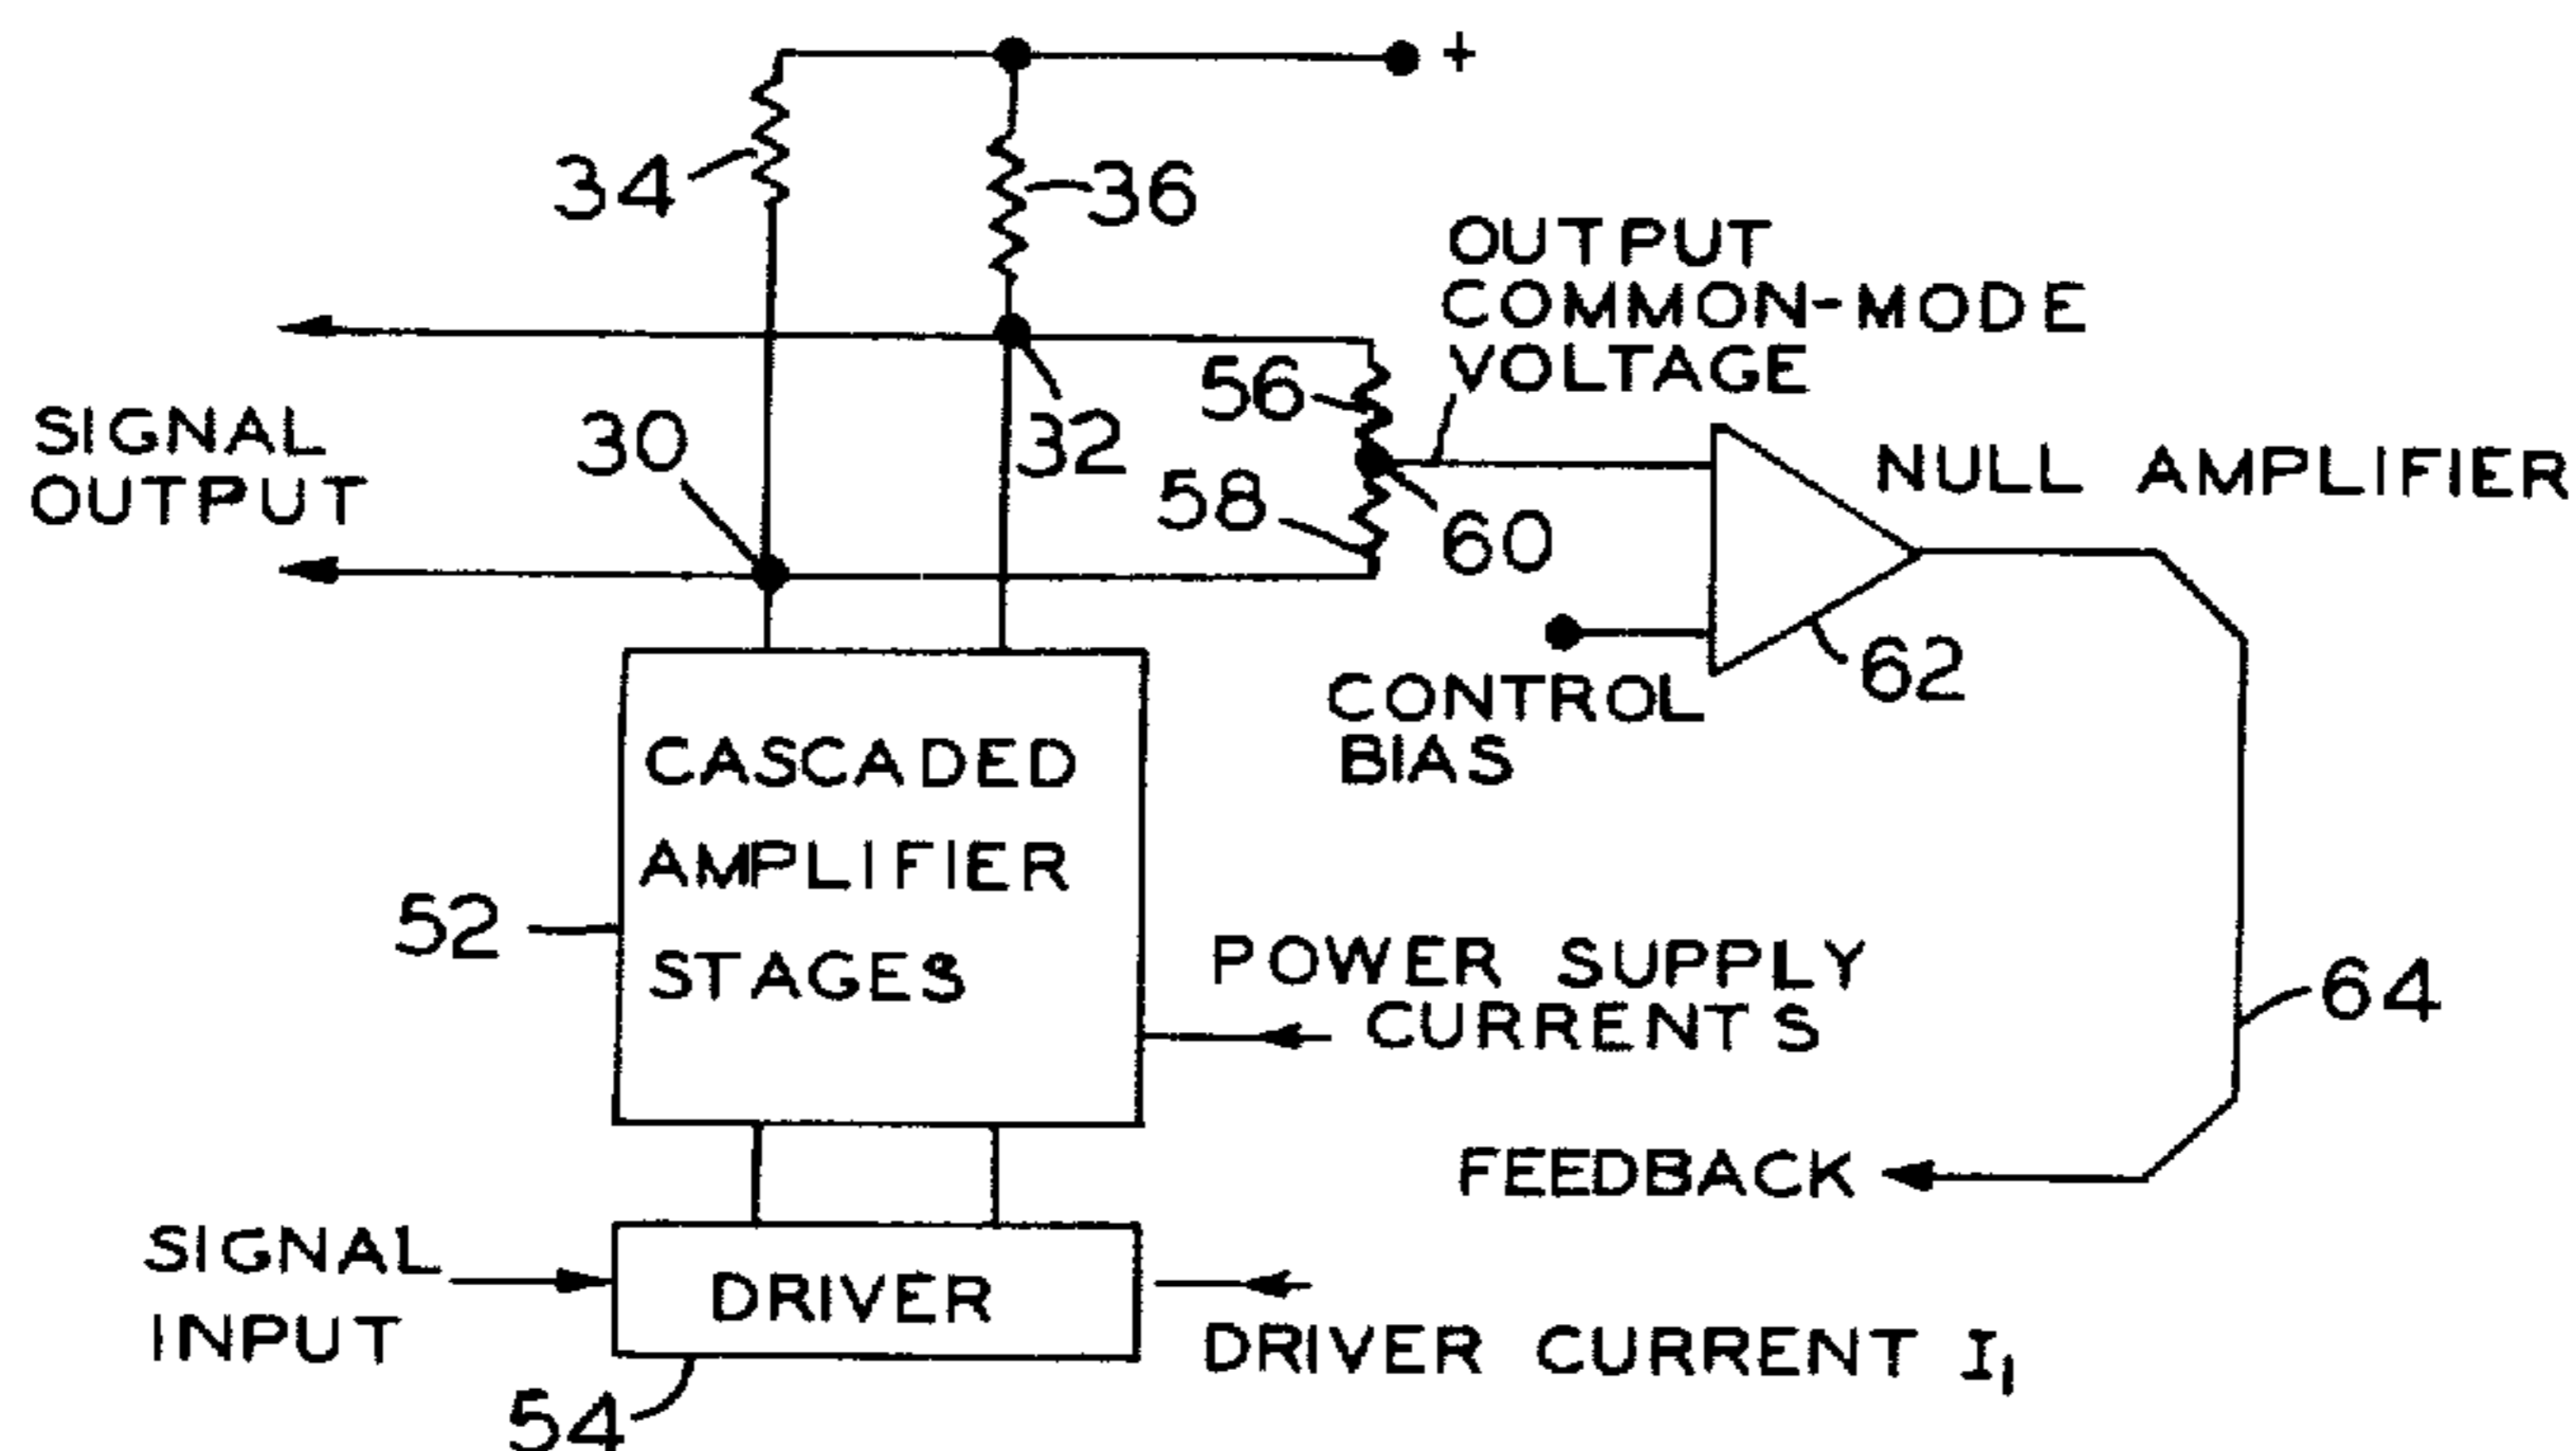 +
34
36
OUTPUT
COMMON-MODE
VOLTAGE
SIGNAL
OUTPUT
30
32
56
58
60
NULL AMPLIFIER
62
CONTROL
BIAS
CASCADED
AMPLIFIER
STAGES
52
POWER SUPPLY
CURRENTS
64
FEEDBACK
SIGNAL
INPUT
DRIVER
DRIVER CURRENT I₁
54